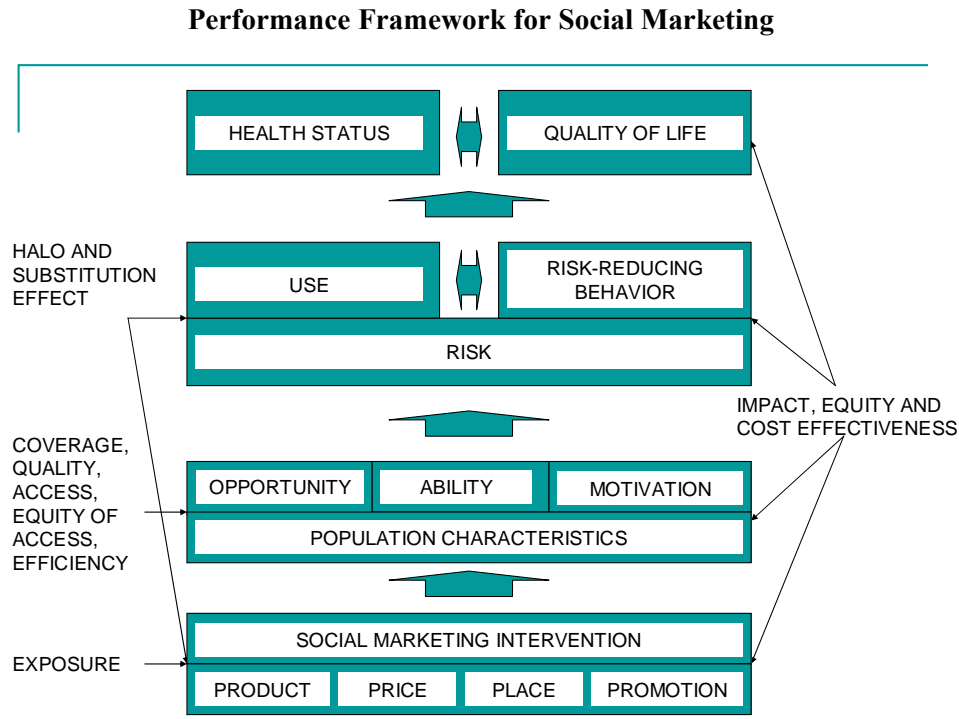 Performance Framework for Social Marketing
HEALTH STATUS
QUALITY OF LIFE
HALO AND
SUBSTITUTION
EFFECT
USE
RISK-REDUCING
BEHAVIOR
RISK
IMPACT, EQUITY AND
COST EFFECTIVENESS
COVERAGE,
QUALITY,
ACCESS,
EQUITY OF
ACCESS,
EFFICIENCY
OPPORTUNITY
ABILITY
MOTIVATION
POPULATION CHARACTERISTICS
SOCIAL MARKETING INTERVENTION
EXPOSURE
PRODUCT
PRICE
PLACE
PROMOTION